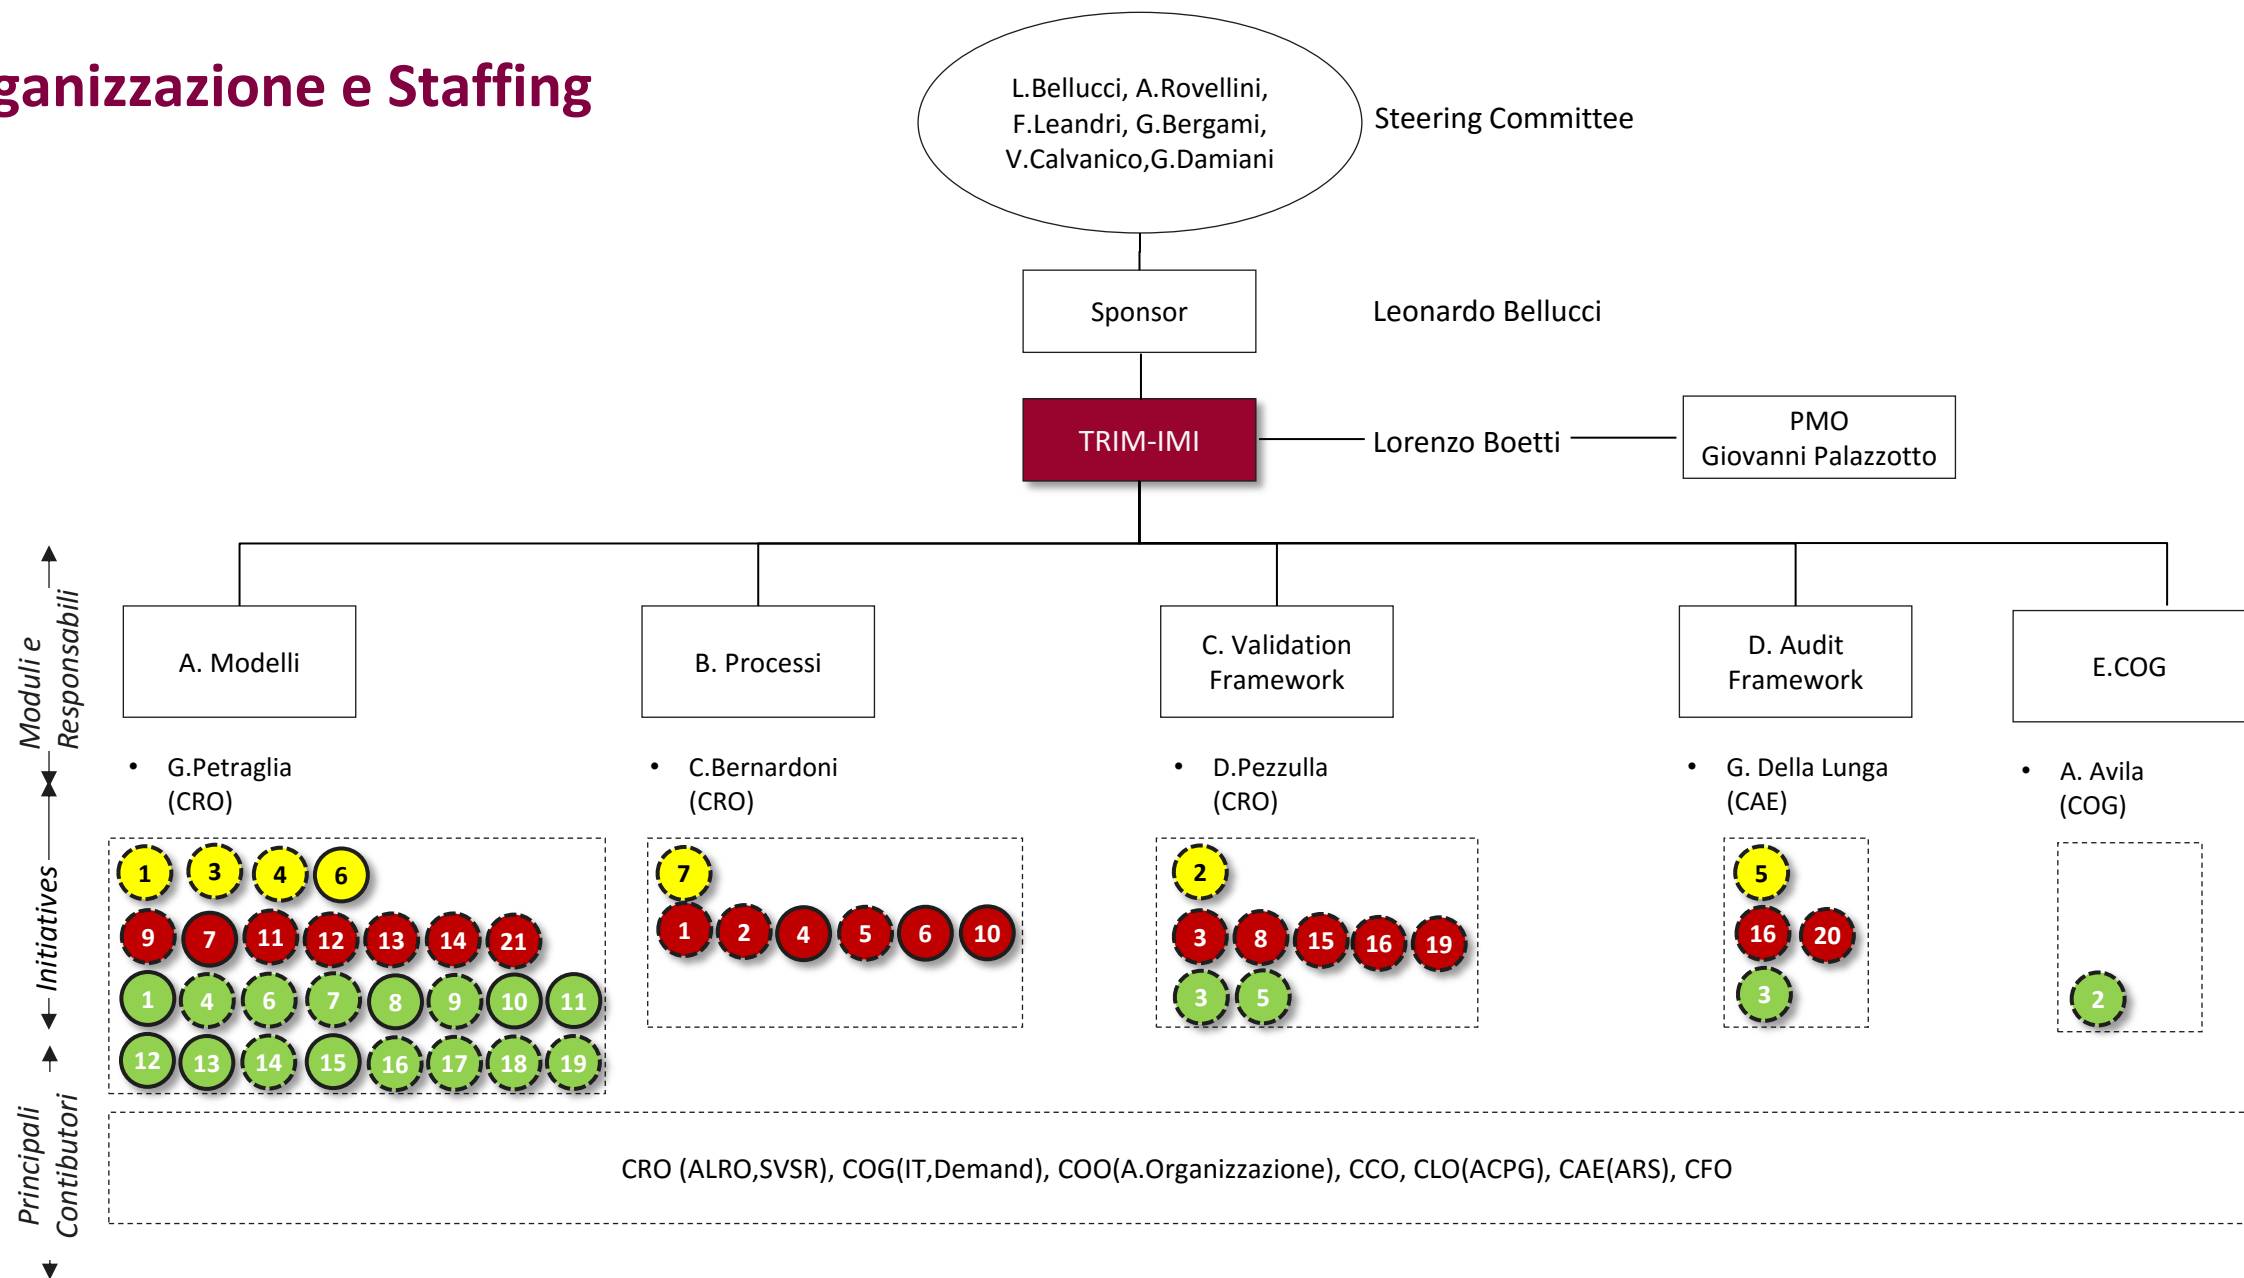 ganizzazione e Staffing
L.Bellucci, A.Rovellini,
F.Leandri, G.Bergami,
V.Calvanico,G.Damiani
Steering Committee
Sponsor
Leonardo Bellucci
TRIM-IMI
Lorenzo Boetti
PMO
Giovanni Palazzotto
Moduli e
Responsabili
A. Modelli
B. Processi
C. Validation
Framework
D. Audit
Framework
E.COG
• G.Petraglia
(CRO)
• C.Bernardoni
(CRO)
• D.Pezzulla
(CRO)
• G. Della Lunga
(CAE)
• A. Avila
(COG)
Initiatives
1 3 4 6
9 7 11 12 13 14 21
1 4 6 7 8 9 10 11
12 13 14 15 16 17 18 19
7
1 2 4 5 6 10
2
3 8 15 16 19
3 5
5
16 20
3
2
Principali
Contibutori
CRO (ALRO,SVSR), COG(IT,Demand), COO(A.Organizzazione), CCO, CLO(ACPG), CAE(ARS), CFO